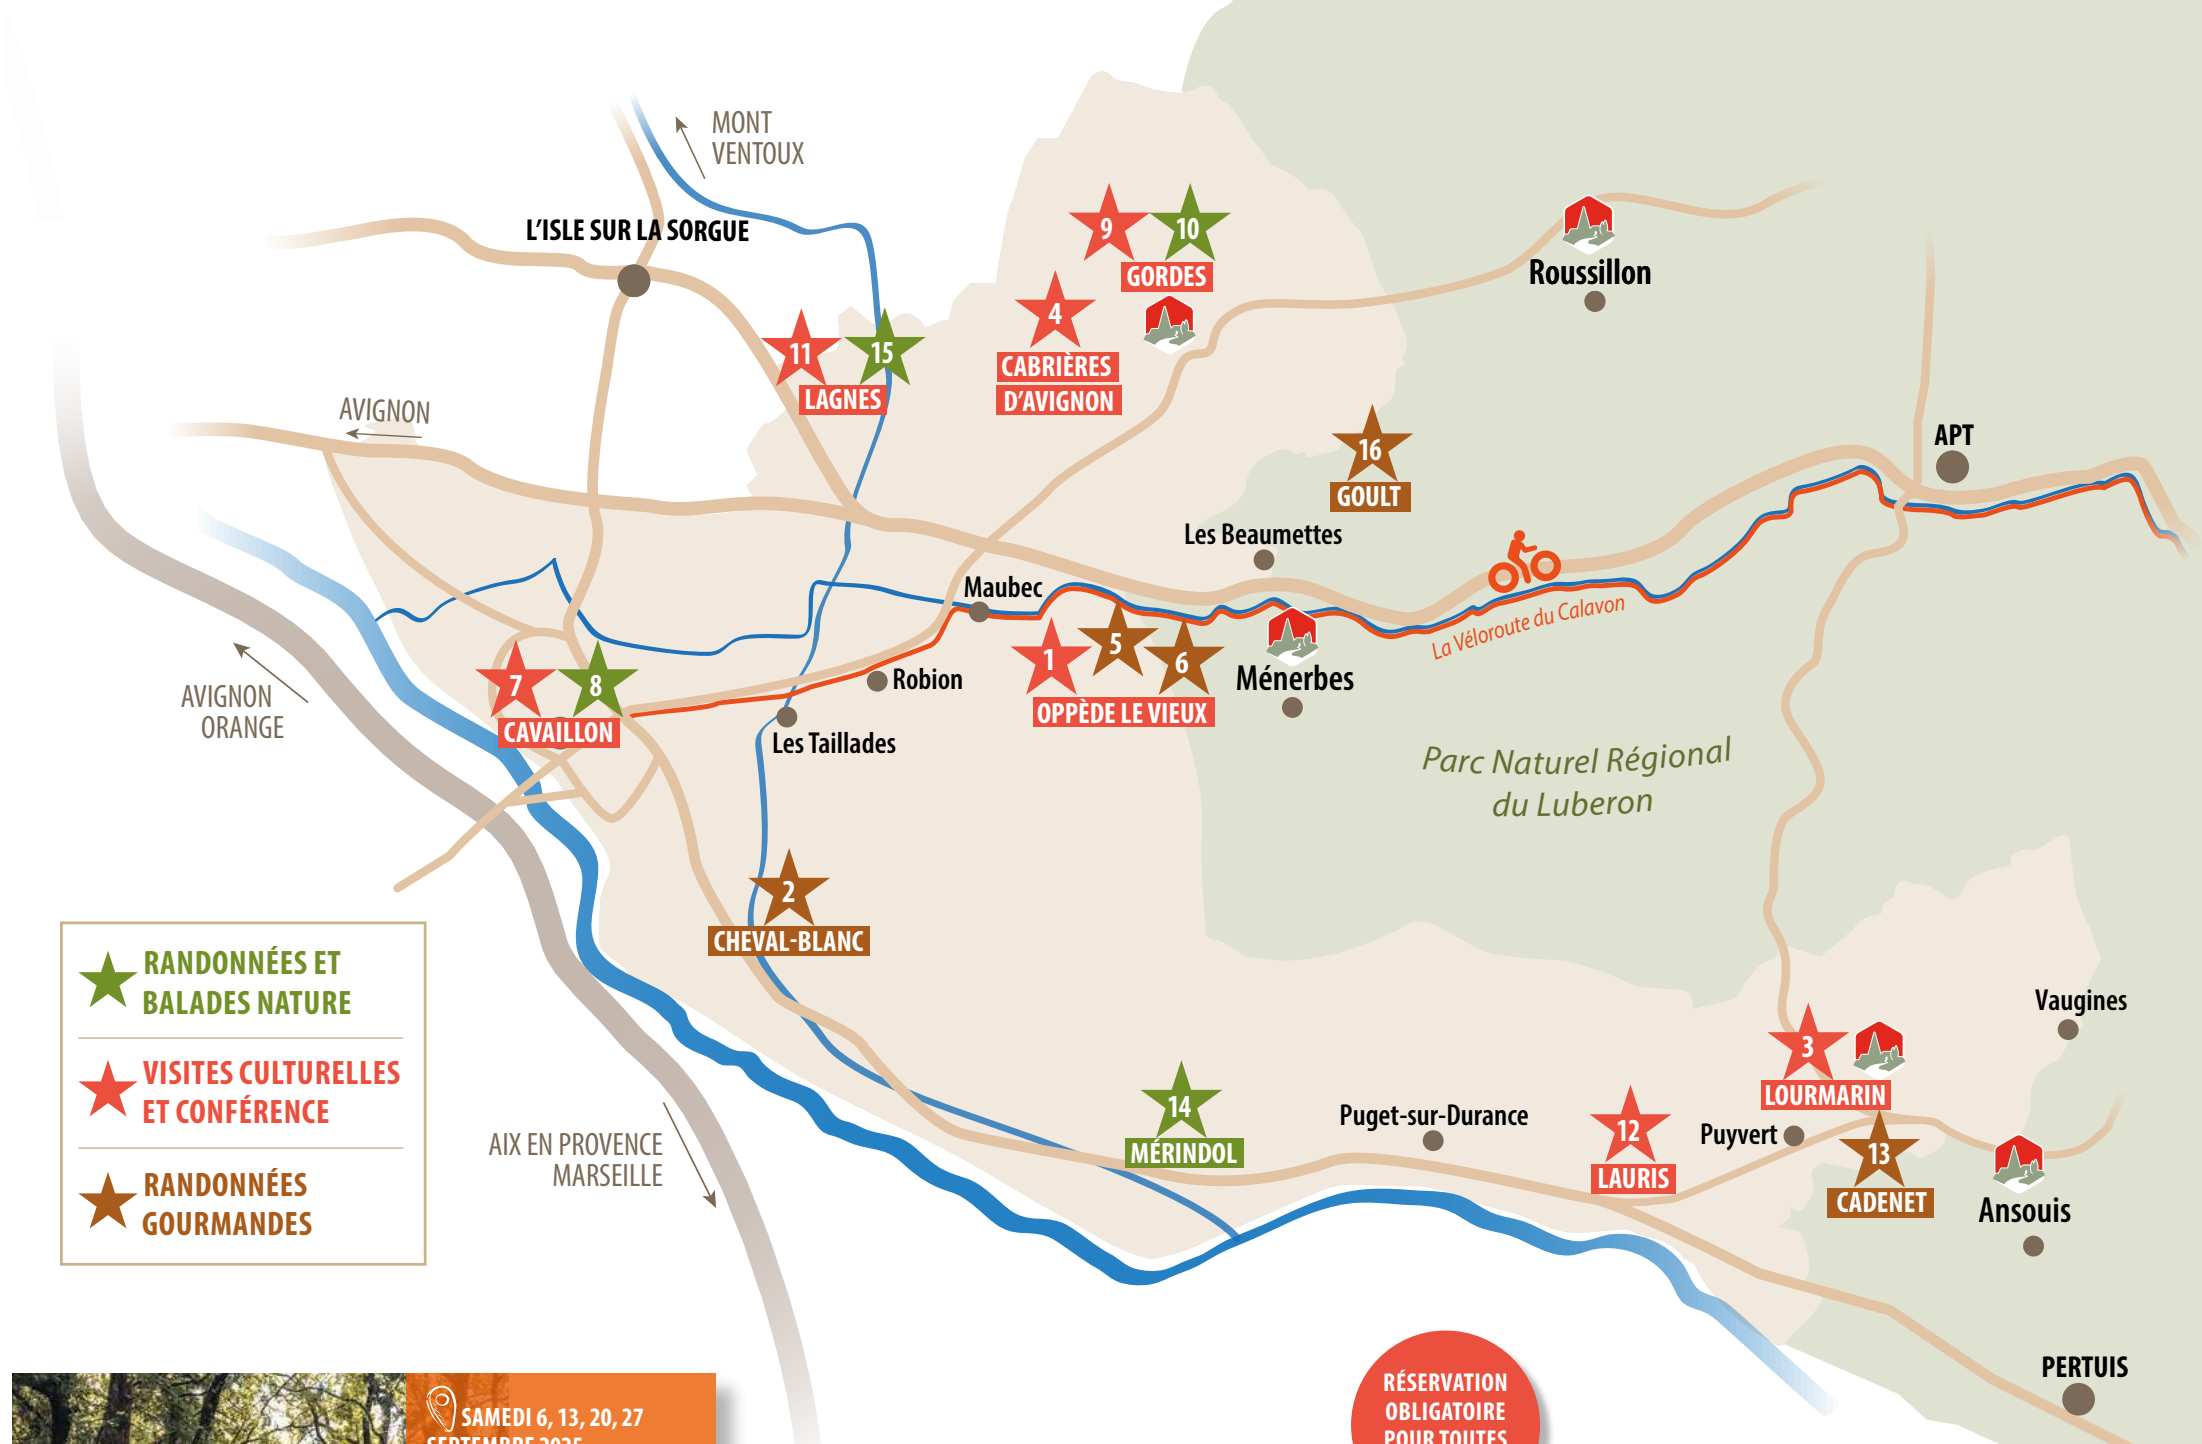 MONT
VENTOUX
L'ISLE SUR LA SORGUE
9
10
GORDES
Roussillon
4
CABRIÈRES
D'AVIGNON
11
15
LAGNES
AVIGNON
16
GOULT
APT
Les Beaumettes
Maubec
La Véloroute du Calavon
1
5
6
OPPÈDE LE VIEUX
Ménerbes
Robion
7
8
CAVAILLON
AVIGNON
ORANGE
Les Taillades
Parc Naturel Régional
du Luberon
2
CHEVAL-BLANC
RANDONNÉES ET
BALADES NATURE
VISITES CULTURELLES
ET CONFÉRENCE
RANDONNÉES
GOURMANDES
Vaugines
3
LOURMARIN
14
MÉRINDOL
Puget-sur-Durance
12
LAURIS
Puyvert
13
CADENET
Ansouis
AIX EN PROVENCE
MARSEILLE
PERTUIS
SAMEDI 6, 13, 20, 27
SEPTEMBRE 2025
RÉSERVATION
OBLIGATOIRE
POUR TOUTES